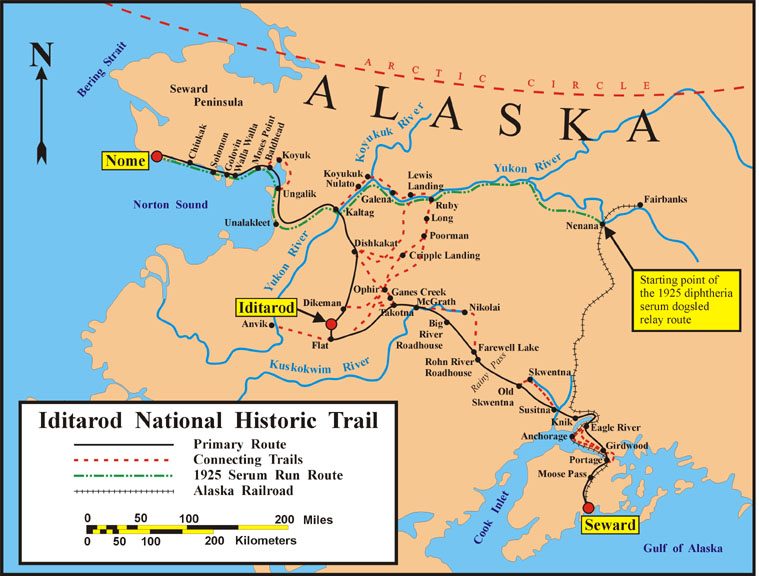 N
Bering Strait
ARCTIC CIRCLE
ALASKA
Seward
Peninsula
Nome
Chiukak
Solomon
Golovin
Walla Walla
Moses Point
Baldhead
Koyuk
Ungalik
Norton Sound
Unalakleet
Koyukuk River
Koyukuk
Nulato
Galena
Kaltag
Lewis
Landing
Ruby
Long
Poorman
Yukon River
Fairbanks
Nenana
Dishkakat
Cripple Landing
Yukon River
Ophir
Ganes Creek
Iditarod
Dikeman
Takotna
McGrath
Nikolai
Starting point of
the 1925 diphtheria
serum dogsled
relay route
Anvik
Flat
Big
River
Roadhouse
Farewell Lake
Rohn River
Roadhouse
Kuskokwim River
Rainy Pass
Skwentna
Old
Skwentna
Susitna
Knik
Eagle River
Anchorage
Girdwood
Portage
Moose Pass
Cook Inlet
Seward
Gulf of Alaska
Iditarod National Historic Trail
Primary Route
Connecting Trails
1925 Serum Run Route
Alaska Railroad
0 50 100 200 Miles
0 50 100 200 Kilometers